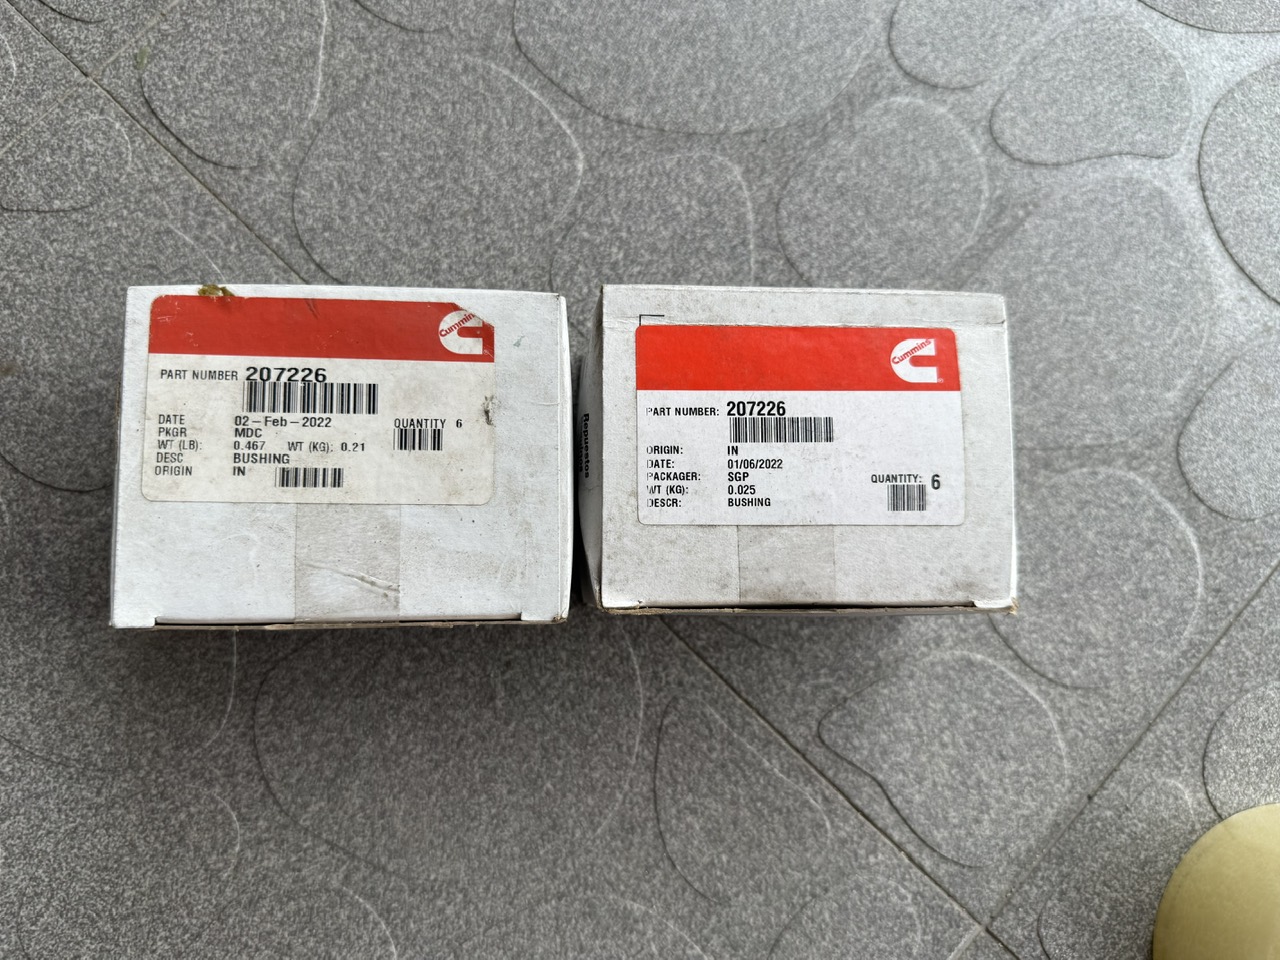 Cummins
PART NUMBER 207226
DATE 02-Feb-2022 QUANTITY 6
PKGR MDC
WT (LB): 0.467 WT (KG): 0.21
DESC BUSHING
ORIGIN IN
Repuestos
Cummins
PART NUMBER: 207226
ORIGIN: IN
DATE: 01/06/2022
PACKAGER: SGP
WT (KG): 0.025
DESCR: BUSHING
QUANTITY: 6